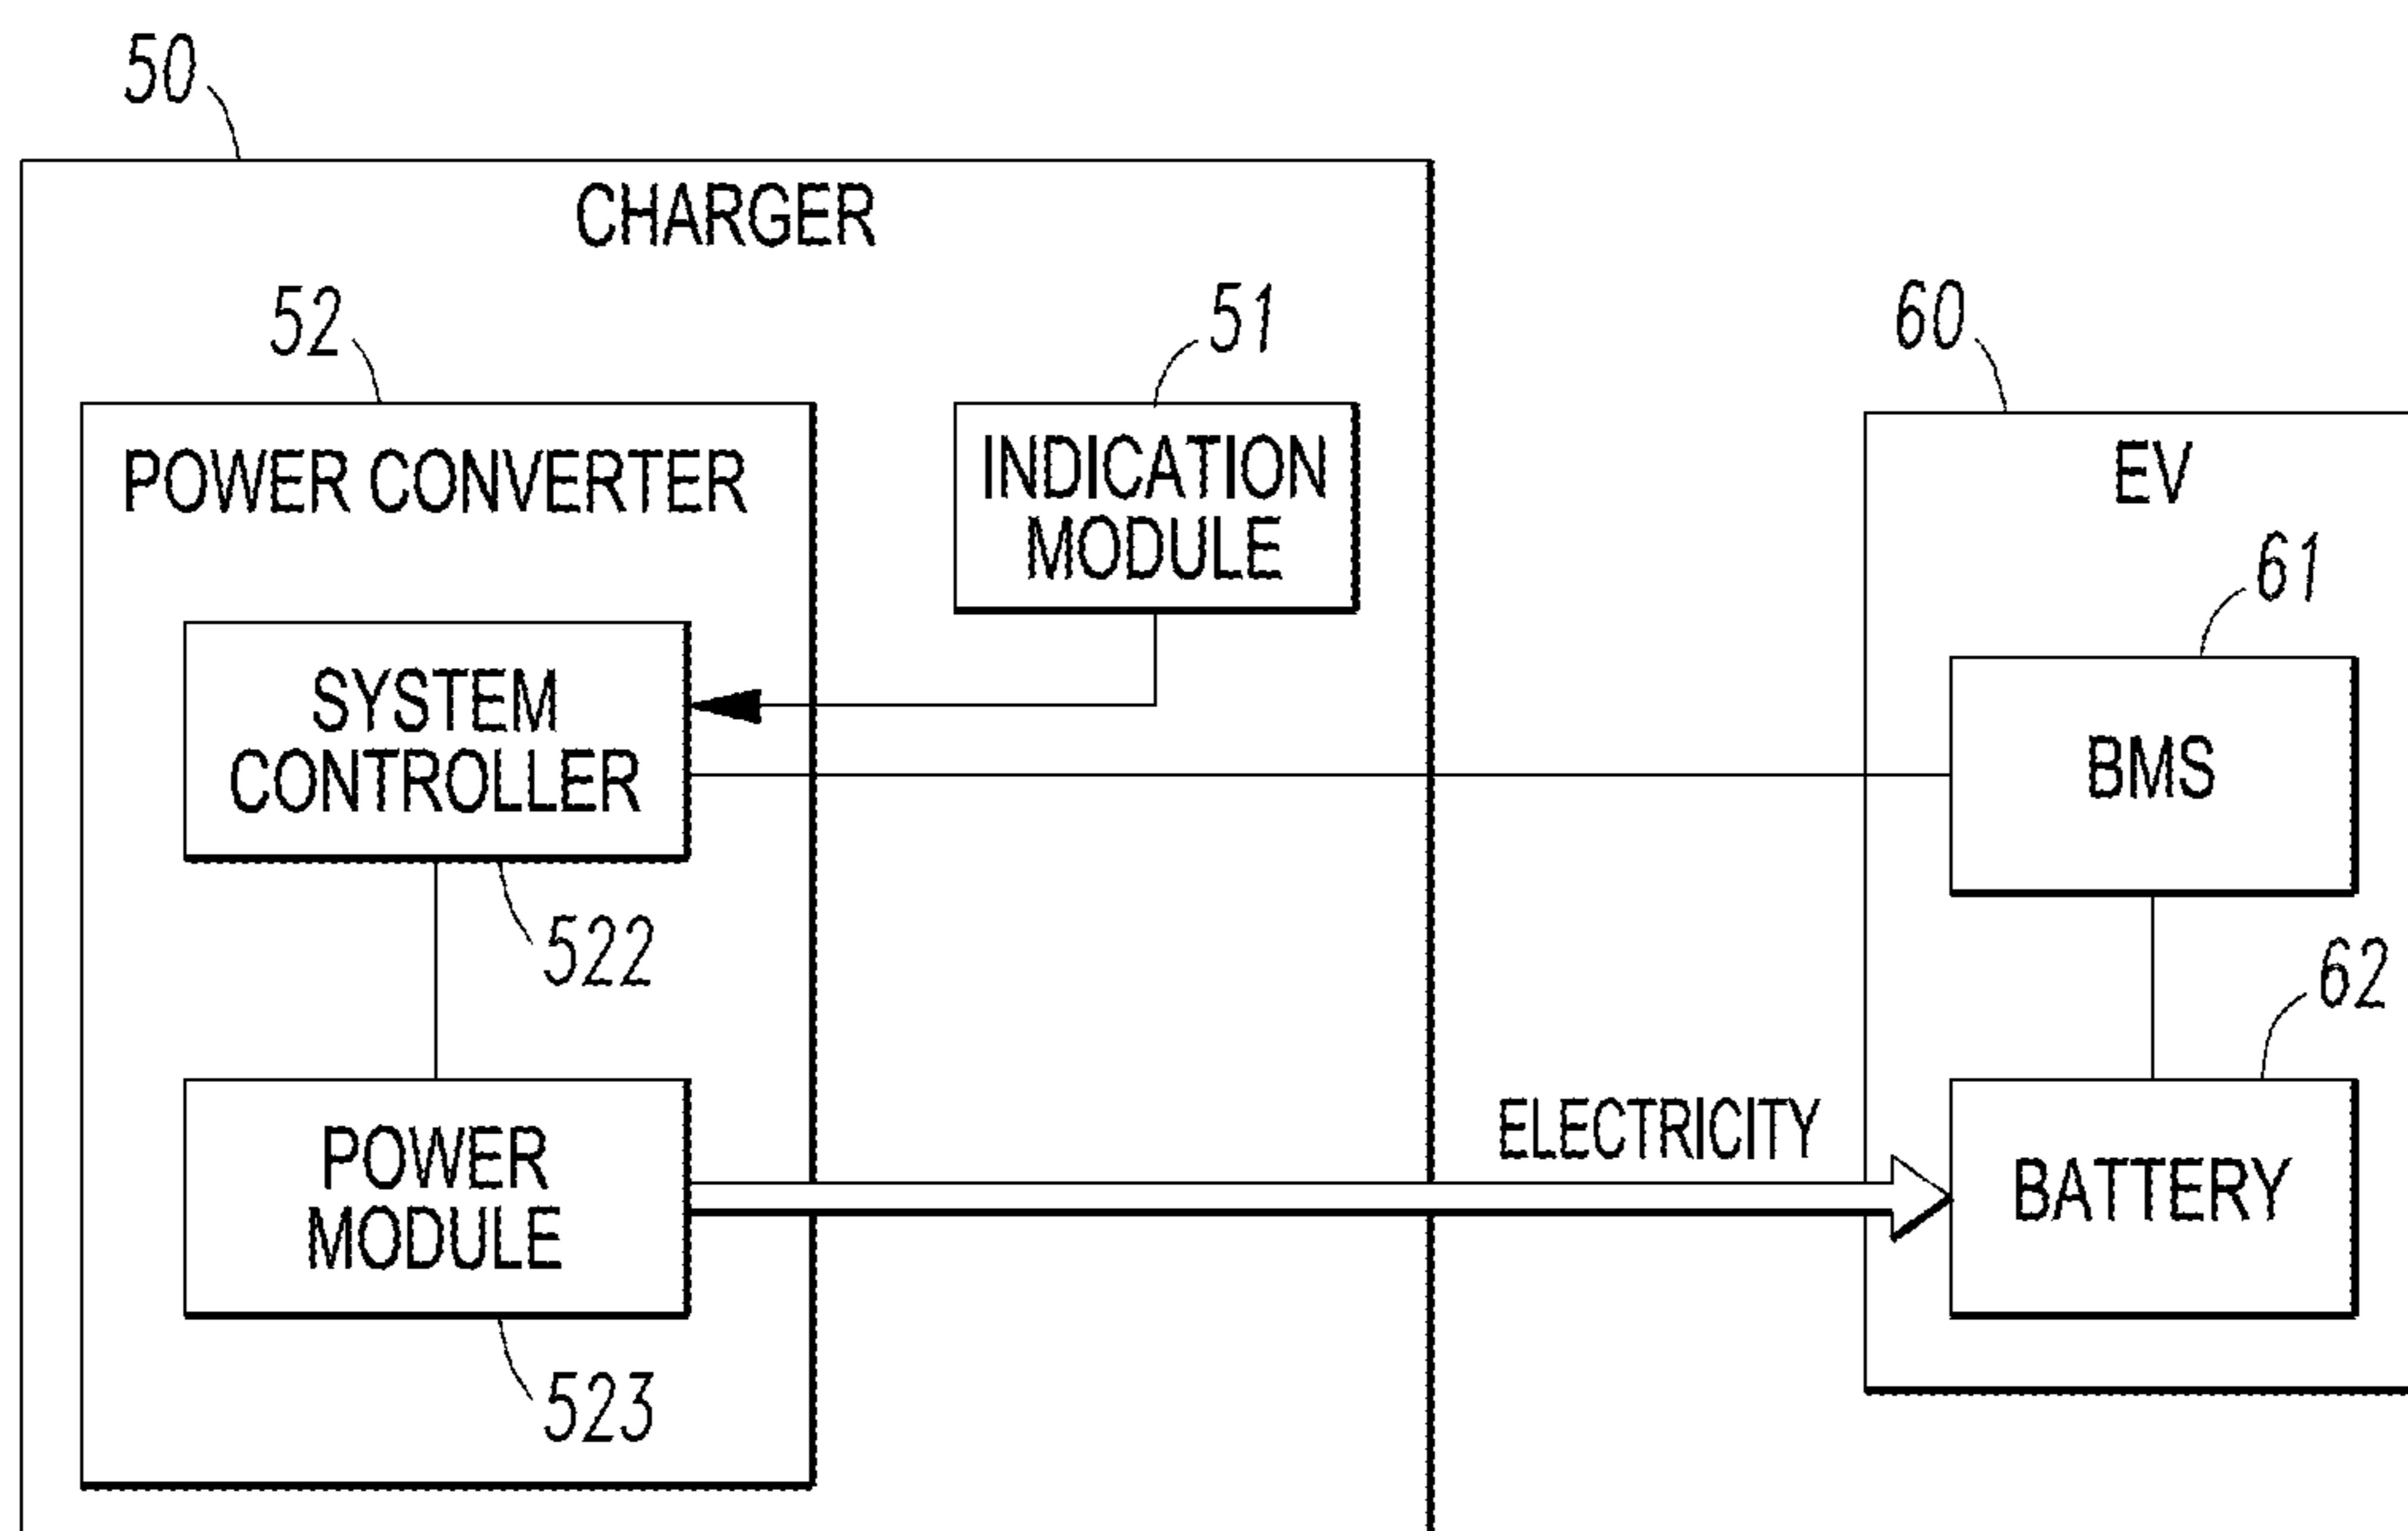 50
CHARGER
52
51
60
POWER CONVERTER
INDICATION
MODULE
EV
61
SYSTEM
CONTROLLER
BMS
522
62
POWER
MODULE
ELECTRICITY
BATTERY
523